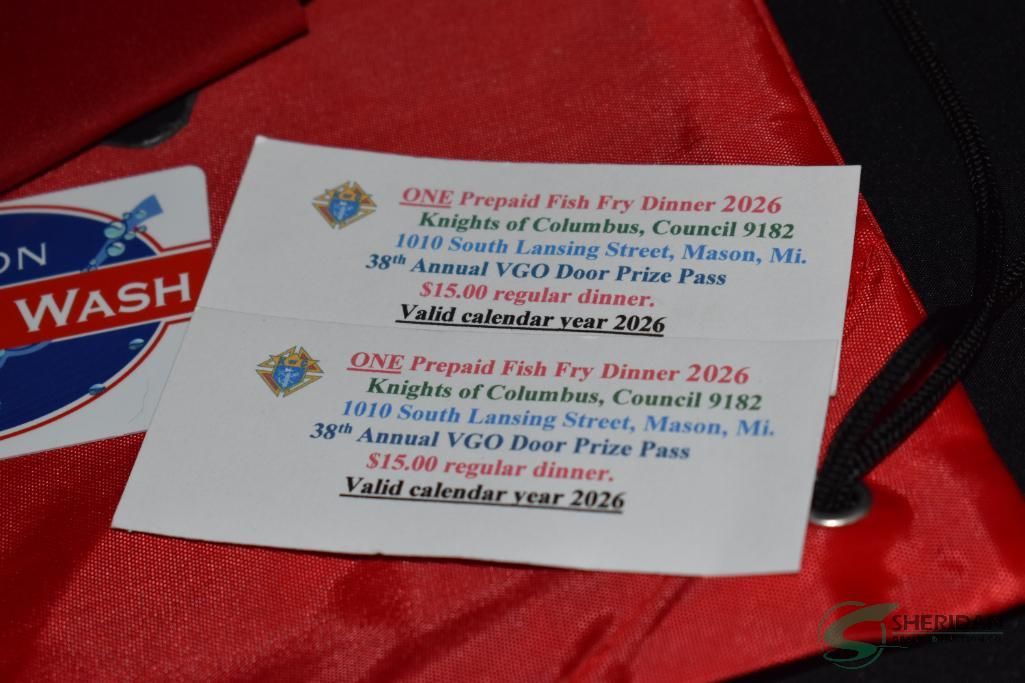 ON
WASH
ONE Prepaid Fish Fry Dinner 2026
Knights of Columbus, Council 9182
1010 South Lansing Street, Mason, Mi.
38th Annual VGO Door Prize Pass
$15.00 regular dinner.
Valid calendar year 2026
ONE Prepaid Fish Fry Dinner 2026
Knights of Columbus, Council 9182
1010 South Lansing Street, Mason, Mi.
38th Annual VGO Door Prize Pass
$15.00 regular dinner.
Valid calendar year 2026
SHERIDAN